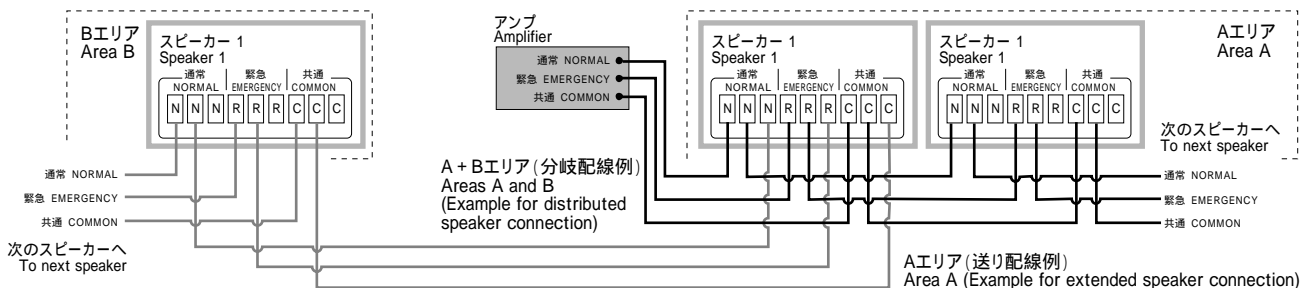 Bエリア
Area B
スピーカー 1
Speaker 1
通常 緊急 共通
NORMAL EMERGENCY COMMON
N N N R R R C C C
通常 NORMAL
緊急 EMERGENCY
共通 COMMON
次のスピーカーへ
To next speaker
アンプ
Amplifier
通常 NORMAL
緊急 EMERGENCY
共通 COMMON
A + Bエリア(分岐配線例)
Areas A and B
(Example for distributed
speaker connection)
スピーカー 1
Speaker 1
通常 緊急 共通
NORMAL EMERGENCY COMMON
N N N R R R C C C
スピーカー 1
Speaker 1
通常 緊急 共通
NORMAL EMERGENCY COMMON
N N N R R R C C C
Aエリア
Area A
次のスピーカーへ
To next speaker
通常 NORMAL
緊急 EMERGENCY
共通 COMMON
Aエリア(送り配線例)
Area A (Example for extended speaker connection)